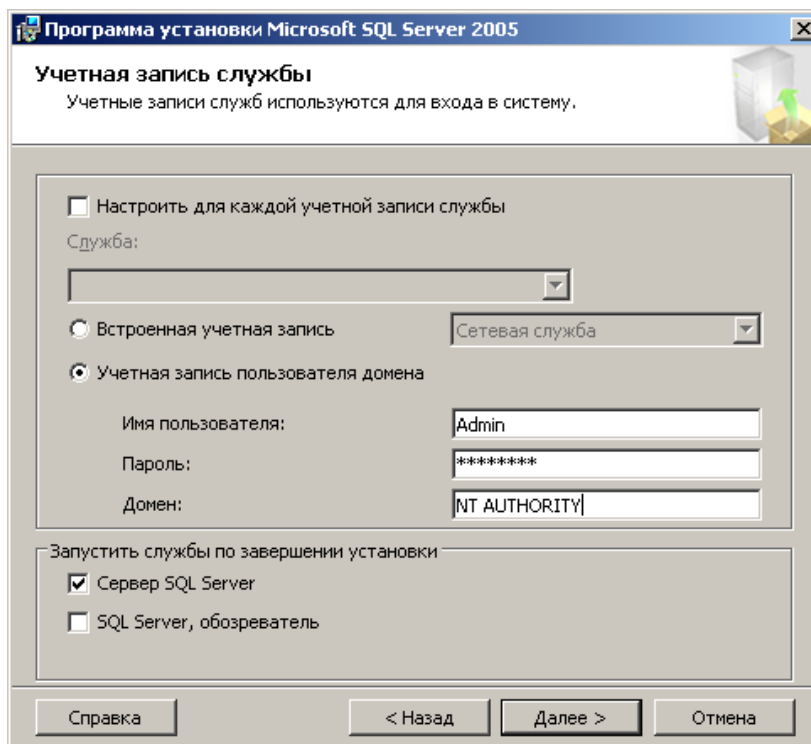 Программа установки Microsoft SQL Server 2005
Учетная запись службы
Учетные записи служб используются для входа в систему.
Настроить для каждой учетной записи службы
Служба:
Встроенная учетная запись
Сетевая служба
Учетная запись пользователя домена
Имя пользователя:
Admin
Пароль:
********
Домен:
NT AUTHORITY
Запустить службы по завершении установки
Сервер SQL Server
SQL Server, обозреватель
Справка
< Назад
Далее >
Отмена